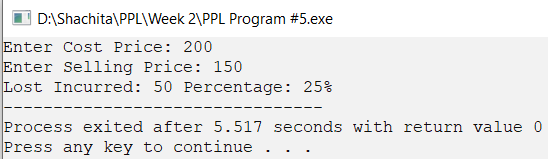 D:\Shachita\PPL\Week 2\PPL Program #5.exe
Enter Cost Price: 200
Enter Selling Price: 150
Lost Incurred: 50 Percentage: 25%
--------------------------------
Process exited after 5.517 seconds with return value 0
Press any key to continue . . .